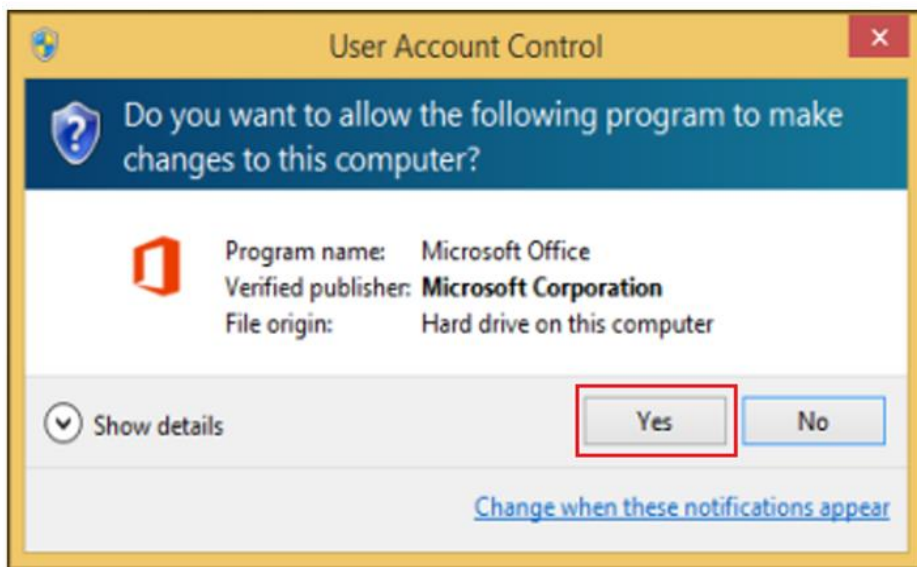 User Account Control
Do you want to allow the following program to make
changes to this computer?
Program name: Microsoft Office
Verified publisher: Microsoft Corporation
File origin: Hard drive on this computer
Show details
Yes
No
Change when these notifications appear